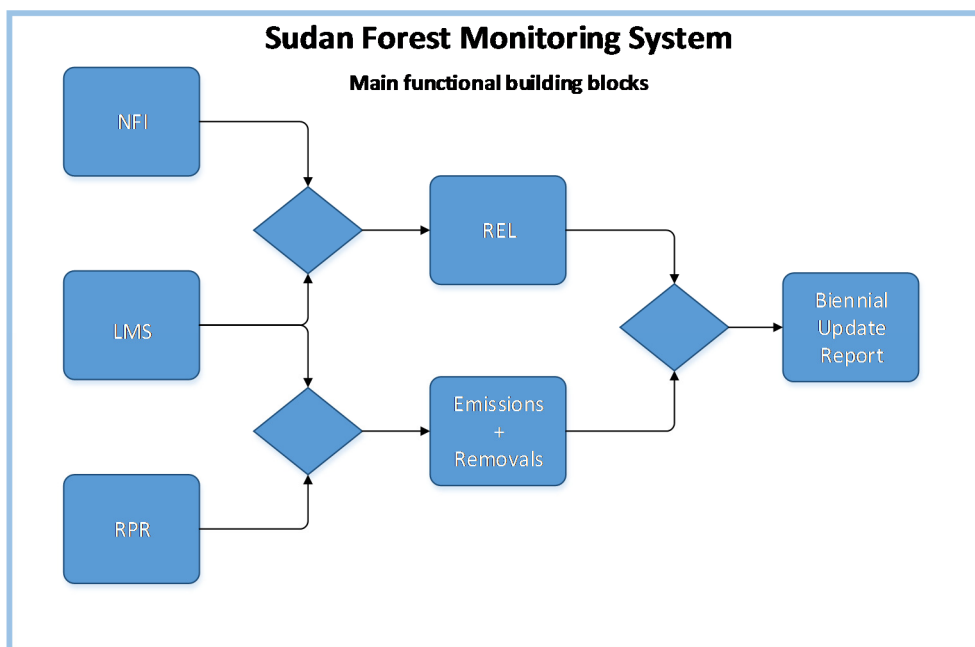 Sudan Forest Monitoring System
Main functional building blocks
NFI
REL
LMS
Biennial
Update
Report
Emissions
+
Removals
RPR